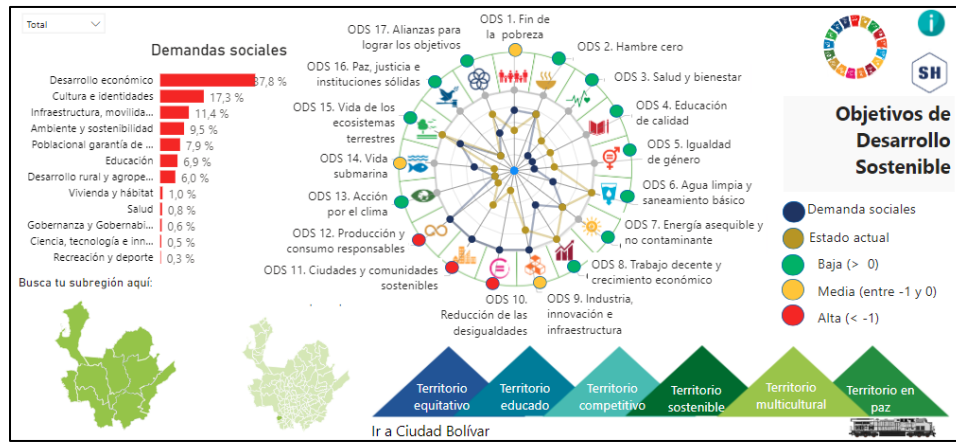 Total
Demandas sociales
Desarrollo económico 37,8 %
Cultura e identidades 17,3 %
Infraestructura, movilida... 11,4 %
Ambiente y sostenibilidad 9,5 %
Poblacional garantía de ... 7,9 %
Educación 6,9 %
Desarrollo rural y agrope... 6,0 %
Vivienda y hábitat 1,0 %
Salud 0,8 %
Gobernanza y Gobernabi... 0,6 %
Ciencia, tecnología e inn... 0,5 %
Recreación y deporte 0,3 %
Busca tu subregión aquí:
ODS 1. Fin de
la pobreza
ODS 2. Hambre cero
ODS 3. Salud y bienestar
ODS 4. Educación
de calidad
ODS 5. Igualdad
de género
ODS 6. Agua limpia y
saneamiento básico
ODS 7. Energía asequible y
no contaminante
ODS 8. Trabajo decente y
crecimiento económico
ODS 9. Industria,
innovación e
infraestructura
ODS 10.
Reducción de las
desigualdades
ODS 11. Ciudades y comunidades
sostenibles
ODS 12. Producción y
consumo responsables
ODS 13. Acción
por el clima
ODS 14. Vida
submarina
ODS 15. Vida de los
ecosistemas
terrestres
ODS 16. Paz, justicia e
instituciones sólidas
ODS 17. Alianzas para
lograr los objetivos
i
SH
Objetivos de
Desarrollo
Sostenible
Demanda sociales
Estado actual
Baja (> 0)
Media (entre -1 y 0)
Alta (< -1)
Territorio
equitativo
Territorio
educado
Territorio
competitivo
Territorio
sostenible
Territorio
multicultural
Territorio en
paz
Ir a Ciudad Bolívar